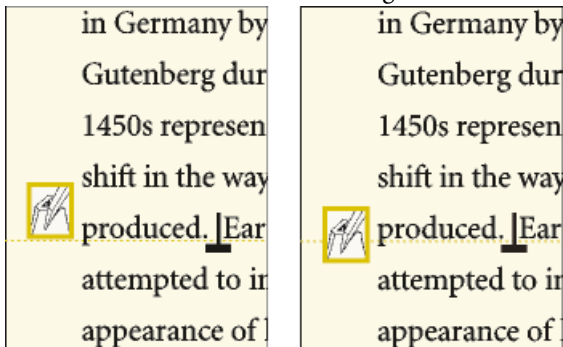 in Germany by
Gutenberg dur
1450s represen
shift in the way
produced. Ear
attempted to in
appearance of
in Germany by
Gutenberg dur
1450s represen
shift in the way
produced. Ear
attempted to in
appearance of